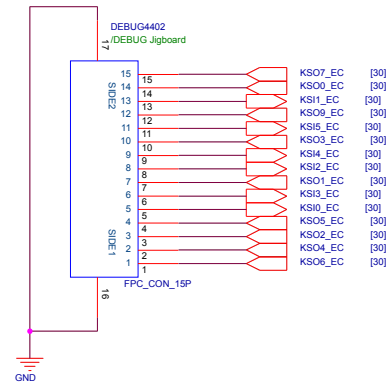 DEBUG4402
/DEBUG Jigboard
17
15 15 KSO7_EC [30]
14 14 KSO0_EC [30]
13 13 KSI1_EC [30]
12 12 KSO9_EC [30]
11 11 KSI5_EC [30]
10 10 KSO3_EC [30]
9 9 KSI4_EC [30]
8 8 KSI2_EC [30]
7 7 KSO1_EC [30]
6 6 KSI3_EC [30]
5 5 KSI0_EC [30]
4 4 KSO5_EC [30]
3 3 KSO2_EC [30]
2 2 KSO4_EC [30]
1 1 KSO6_EC [30]
SIDE2
SIDE1
16
FPC_CON_15P
GND